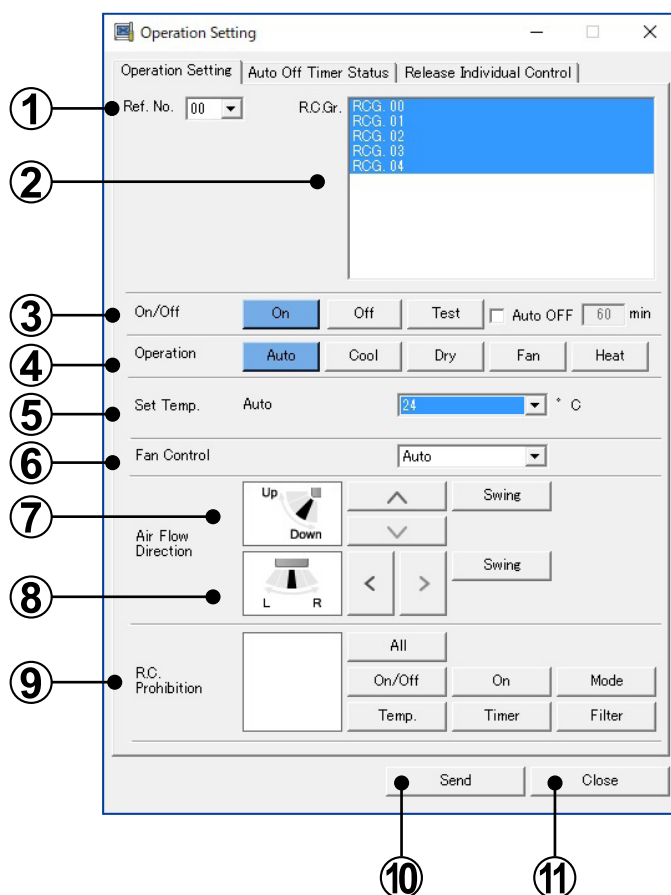 Operation Setting
Operation Setting Auto Off Timer Status Release Individual Control
1 Ref. No. 00 R.C.Gr. RCG. 00
RCG. 01
RCG. 02
RCG. 03
RCG. 04
2
3 On/Off On Off Test Auto OFF 60 min
4 Operation Auto Cool Dry Fan Heat
5 Set Temp. Auto 24 ° C
6 Fan Control Auto
7 Up Down Swing
Air Flow
Direction
8 L R < > Swing
All
9 R.C.
Prohibition
On/Off On Mode
Temp. Timer Filter
Send Close
10 11